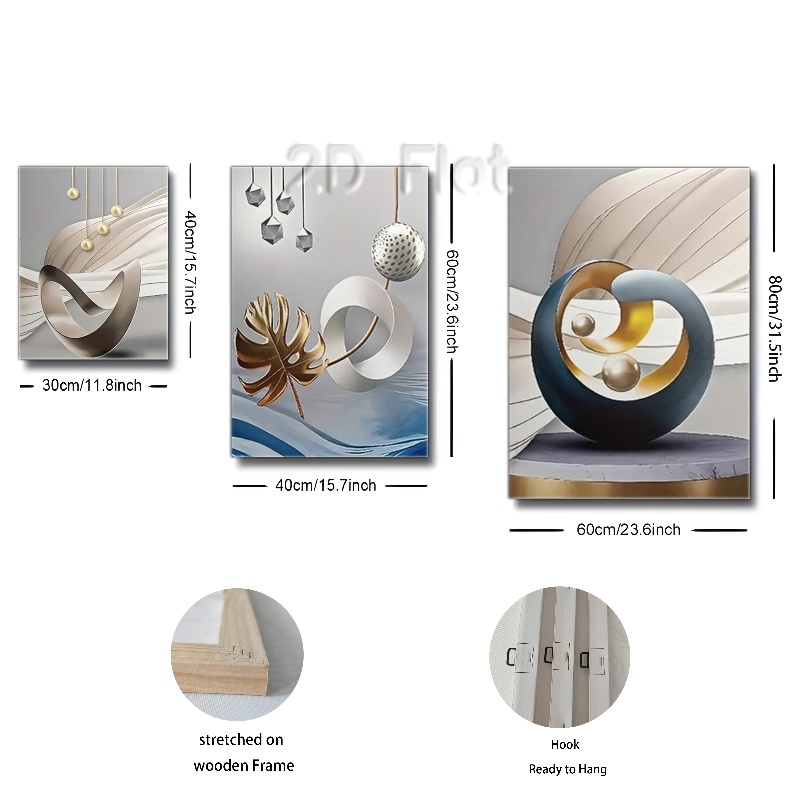 2D Flat
40cm/15.7inch
30cm/11.8inch
60cm/23.6inch
40cm/15.7inch
80cm/31.5inch
60cm/23.6inch
stretched on
wooden Frame
Hook
Ready to Hang